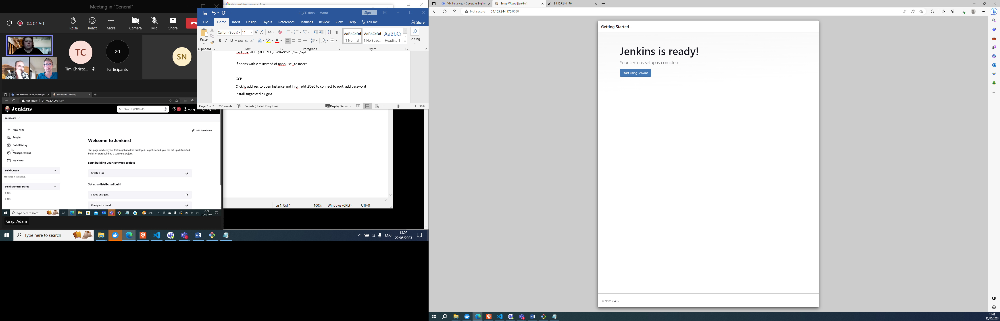 Meeting in "General"
04:01:50
Raise
React
More
Camera
Mic
Share
TC
20
SN
Tim Christo...
Participants
VM instances – Compute Engine
Dashboard [Jenkins]
Not secure
34.105.204.206:8080
Jenkins
Search (CTRL+K)
1
agray
log out
Dashboard
New Item
People
Build History
Manage Jenkins
My Views
Build Queue
No builds in the queue.
Build Executor Status
1 Idle
2 Idle
Add description
Welcome to Jenkins!
This page is where your Jenkins jobs will be displayed. To get started, you can set up distributed
builds or start building a software project.
Start building your software project
Create a job
Set up a distributed build
Set up an agent
Configure a cloud
Type here to search
19°C
13:02
22/05/2023
Gray, Adam
Admin@jenkins-raf1: ~
CI_CD.docx - Word
Sign in
File
Home
Insert
Design
Layout
References
Mailings
Review
View
Help
Tell me
Share
Paste
Calibri (Body)
11
Clipboard
Font
Paragraph
AaBbCcDd
AaBbCcDd
AaBbCc
¶ Normal
¶ No Spac...
Heading 1
Styles
Editing
jenkins ALL=(ALL:ALL) NOPASSWD:/bin/apt
If opens with vim instead of nano use i to insert
GCP
Click ip address to open instance and in url add :8080 to connect to port, add password
Install suggested plugins
Page 2 of 2
256 words
English (United Kingdom)
Display Settings
90%
Ln 1, Col 1
100%
Windows (CRLF)
UTF-8
Type here to search
ENG
13:02
22/05/2023
VM instances – Compute Engine
Setup Wizard [Jenkins]
34.105.244.170
Not secure
34.105.244.170:8080
Getting Started
Jenkins is ready!
Your Jenkins setup is complete.
Start using Jenkins
Jenkins 2.405
13:02
22/05/2023